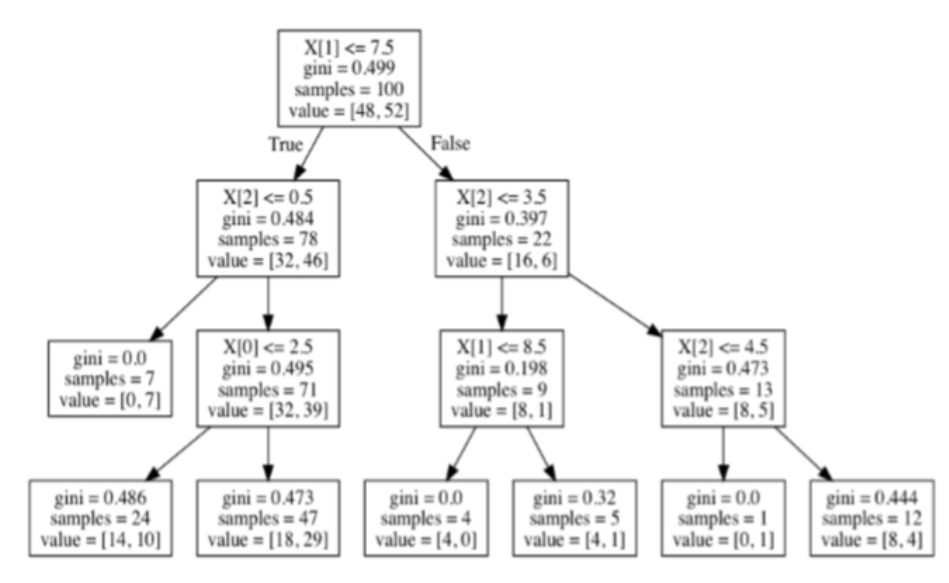 X[1] <= 7.5
gini = 0.499
samples = 100
value = [48, 52]
True
False
X[2] <= 0.5
gini = 0.484
samples = 78
value = [32, 46]
X[2] <= 3.5
gini = 0.397
samples = 22
value = [16, 6]
gini = 0.0
samples = 7
value = [0, 7]
X[0] <= 2.5
gini = 0.495
samples = 71
value = [32, 39]
X[1] <= 8.5
gini = 0.198
samples = 9
value = [8, 1]
X[2] <= 4.5
gini = 0.473
samples = 13
value = [8, 5]
gini = 0.486
samples = 24
value = [14, 10]
gini = 0.473
samples = 47
value = [18, 29]
gini = 0.0
samples = 4
value = [4, 0]
gini = 0.32
samples = 5
value = [4, 1]
gini = 0.0
samples = 1
value = [0, 1]
gini = 0.444
samples = 12
value = [8, 4]